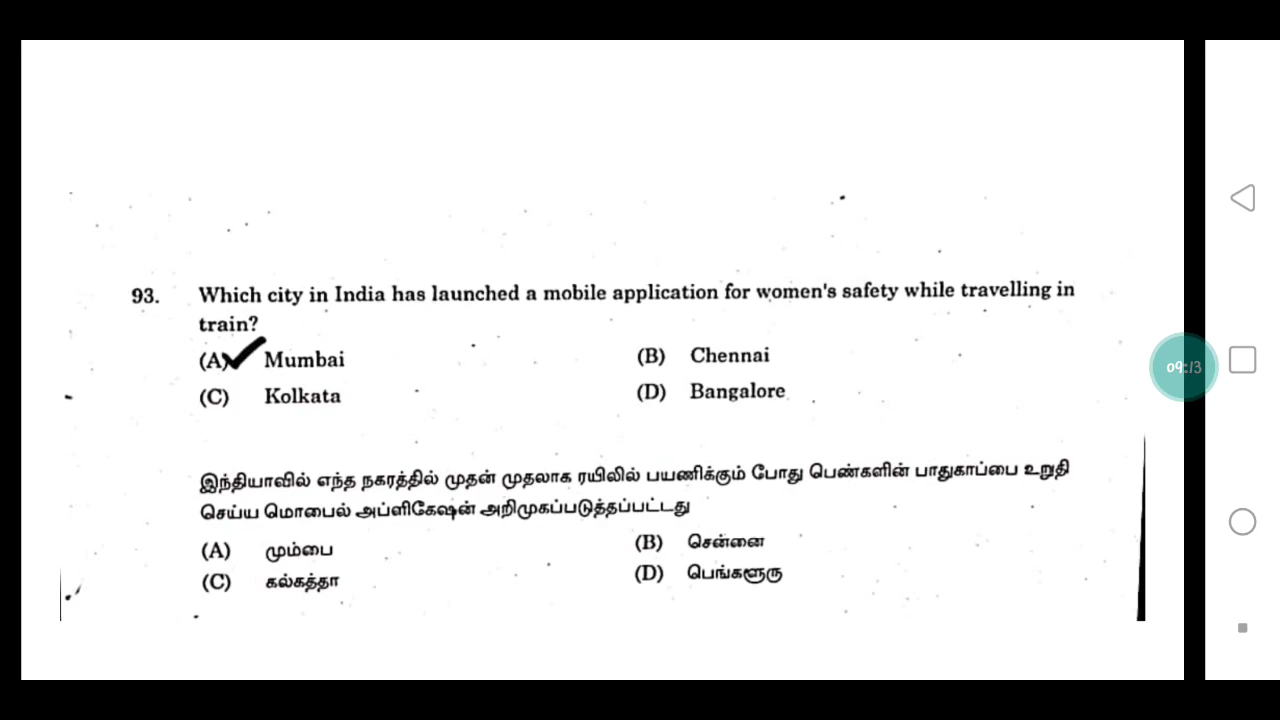 93. Which city in India has launched a mobile application for women's safety while travelling in
train?
(A) Mumbai (B) Chennai
(C) Kolkata (D) Bangalore
இந்தியாவில் எந்த நகரத்தில் முதன் முதலாக ரயிலில் பயணிக்கும் போது பெண்களின் பாதுகாப்பை உறுதி
செய்ய மொபைல் அப்ளிகேஷன் அறிமுகப்படுத்தப்பட்டது
(A) மும்பை (B) சென்னை
(C) கல்கத்தா (D) பெங்களூரு
09:13